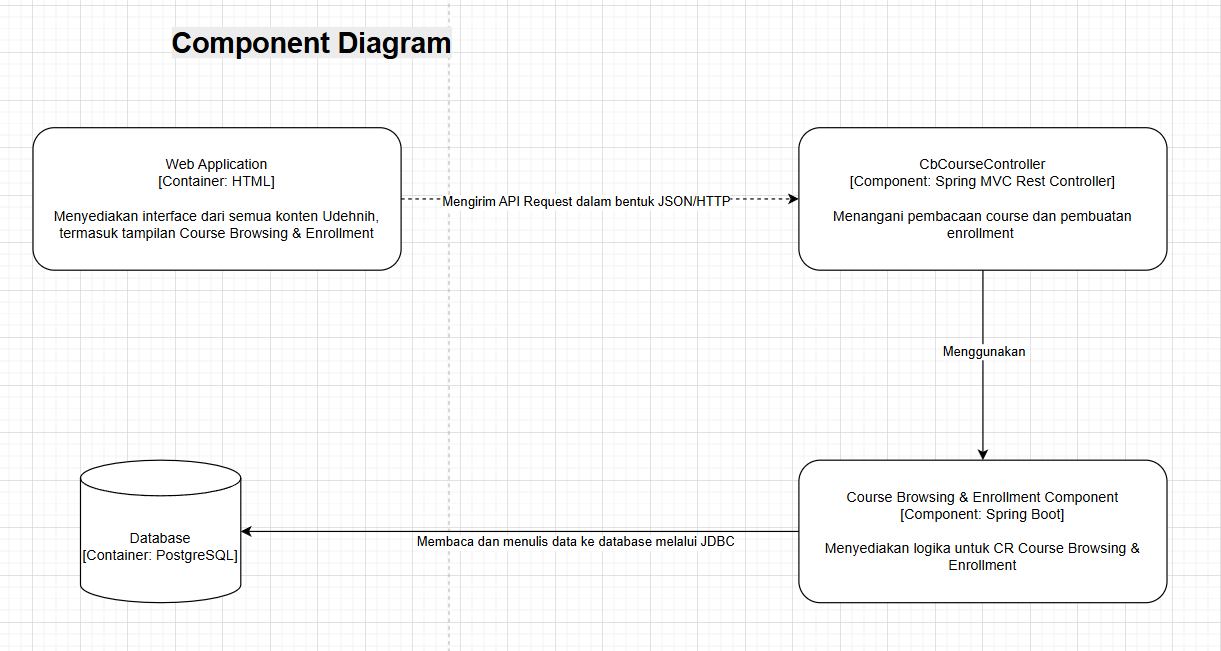 Component Diagram
Web Application
[Container: HTML]
Menyediakan interface dari semua konten Udehnih,
termasuk tampilan Course Browsing & Enrollment
Mengirim API Request dalam bentuk JSON/HTTP
CbCourseController
[Component: Spring MVC Rest Controller]
Menangani pembacaan course dan pembuatan
enrollment
Menggunakan
Course Browsing & Enrollment Component
[Component: Spring Boot]
Menyediakan logika untuk CR Course Browsing &
Enrollment
Membaca dan menulis data ke database melalui JDBC
Database
[Container: PostgreSQL]